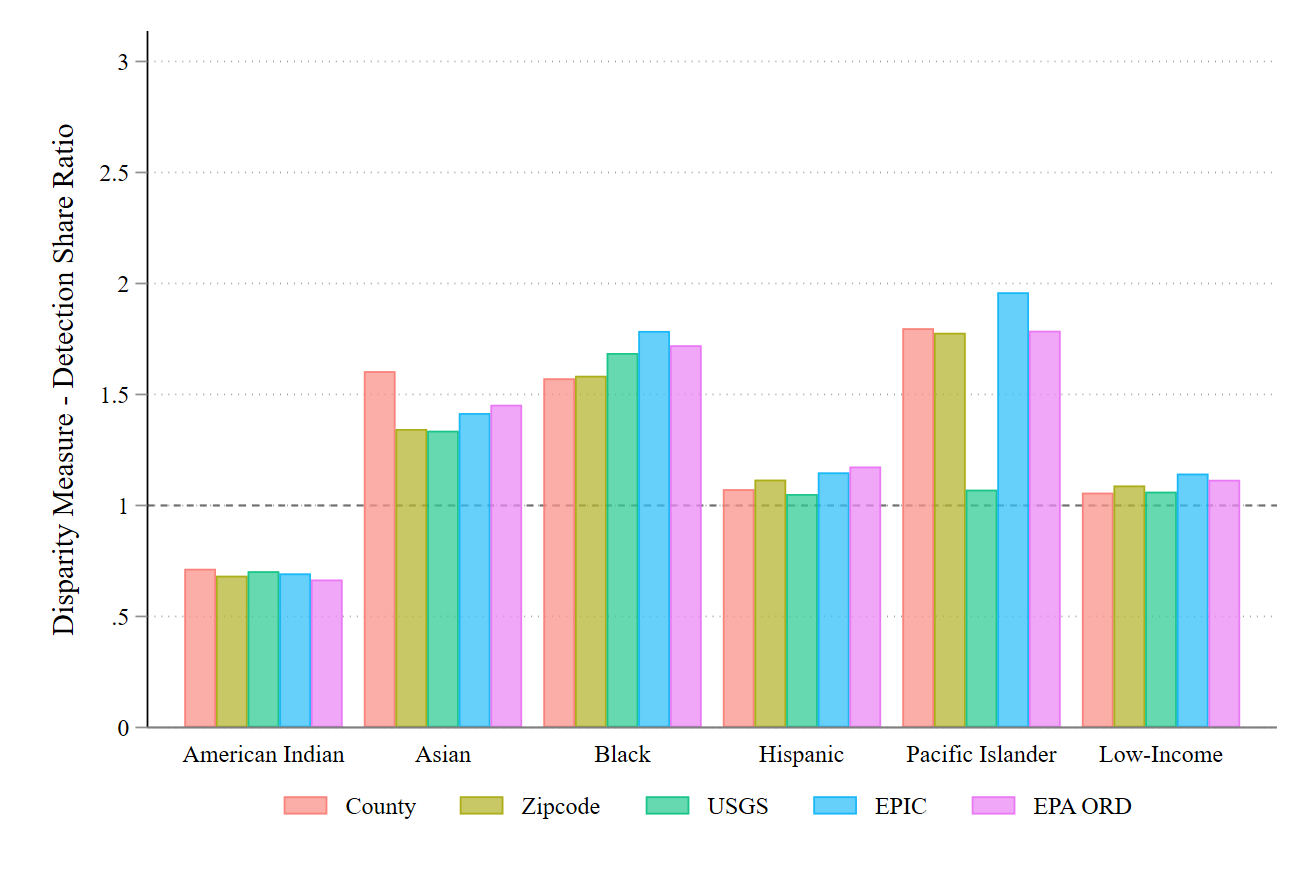 Disparity Measure - Detection Share Ratio
3
2.5
2
1.5
1
.5
0
American Indian Asian Black Hispanic Pacific Islander Low-Income
County Zipcode USGS EPIC EPA ORD